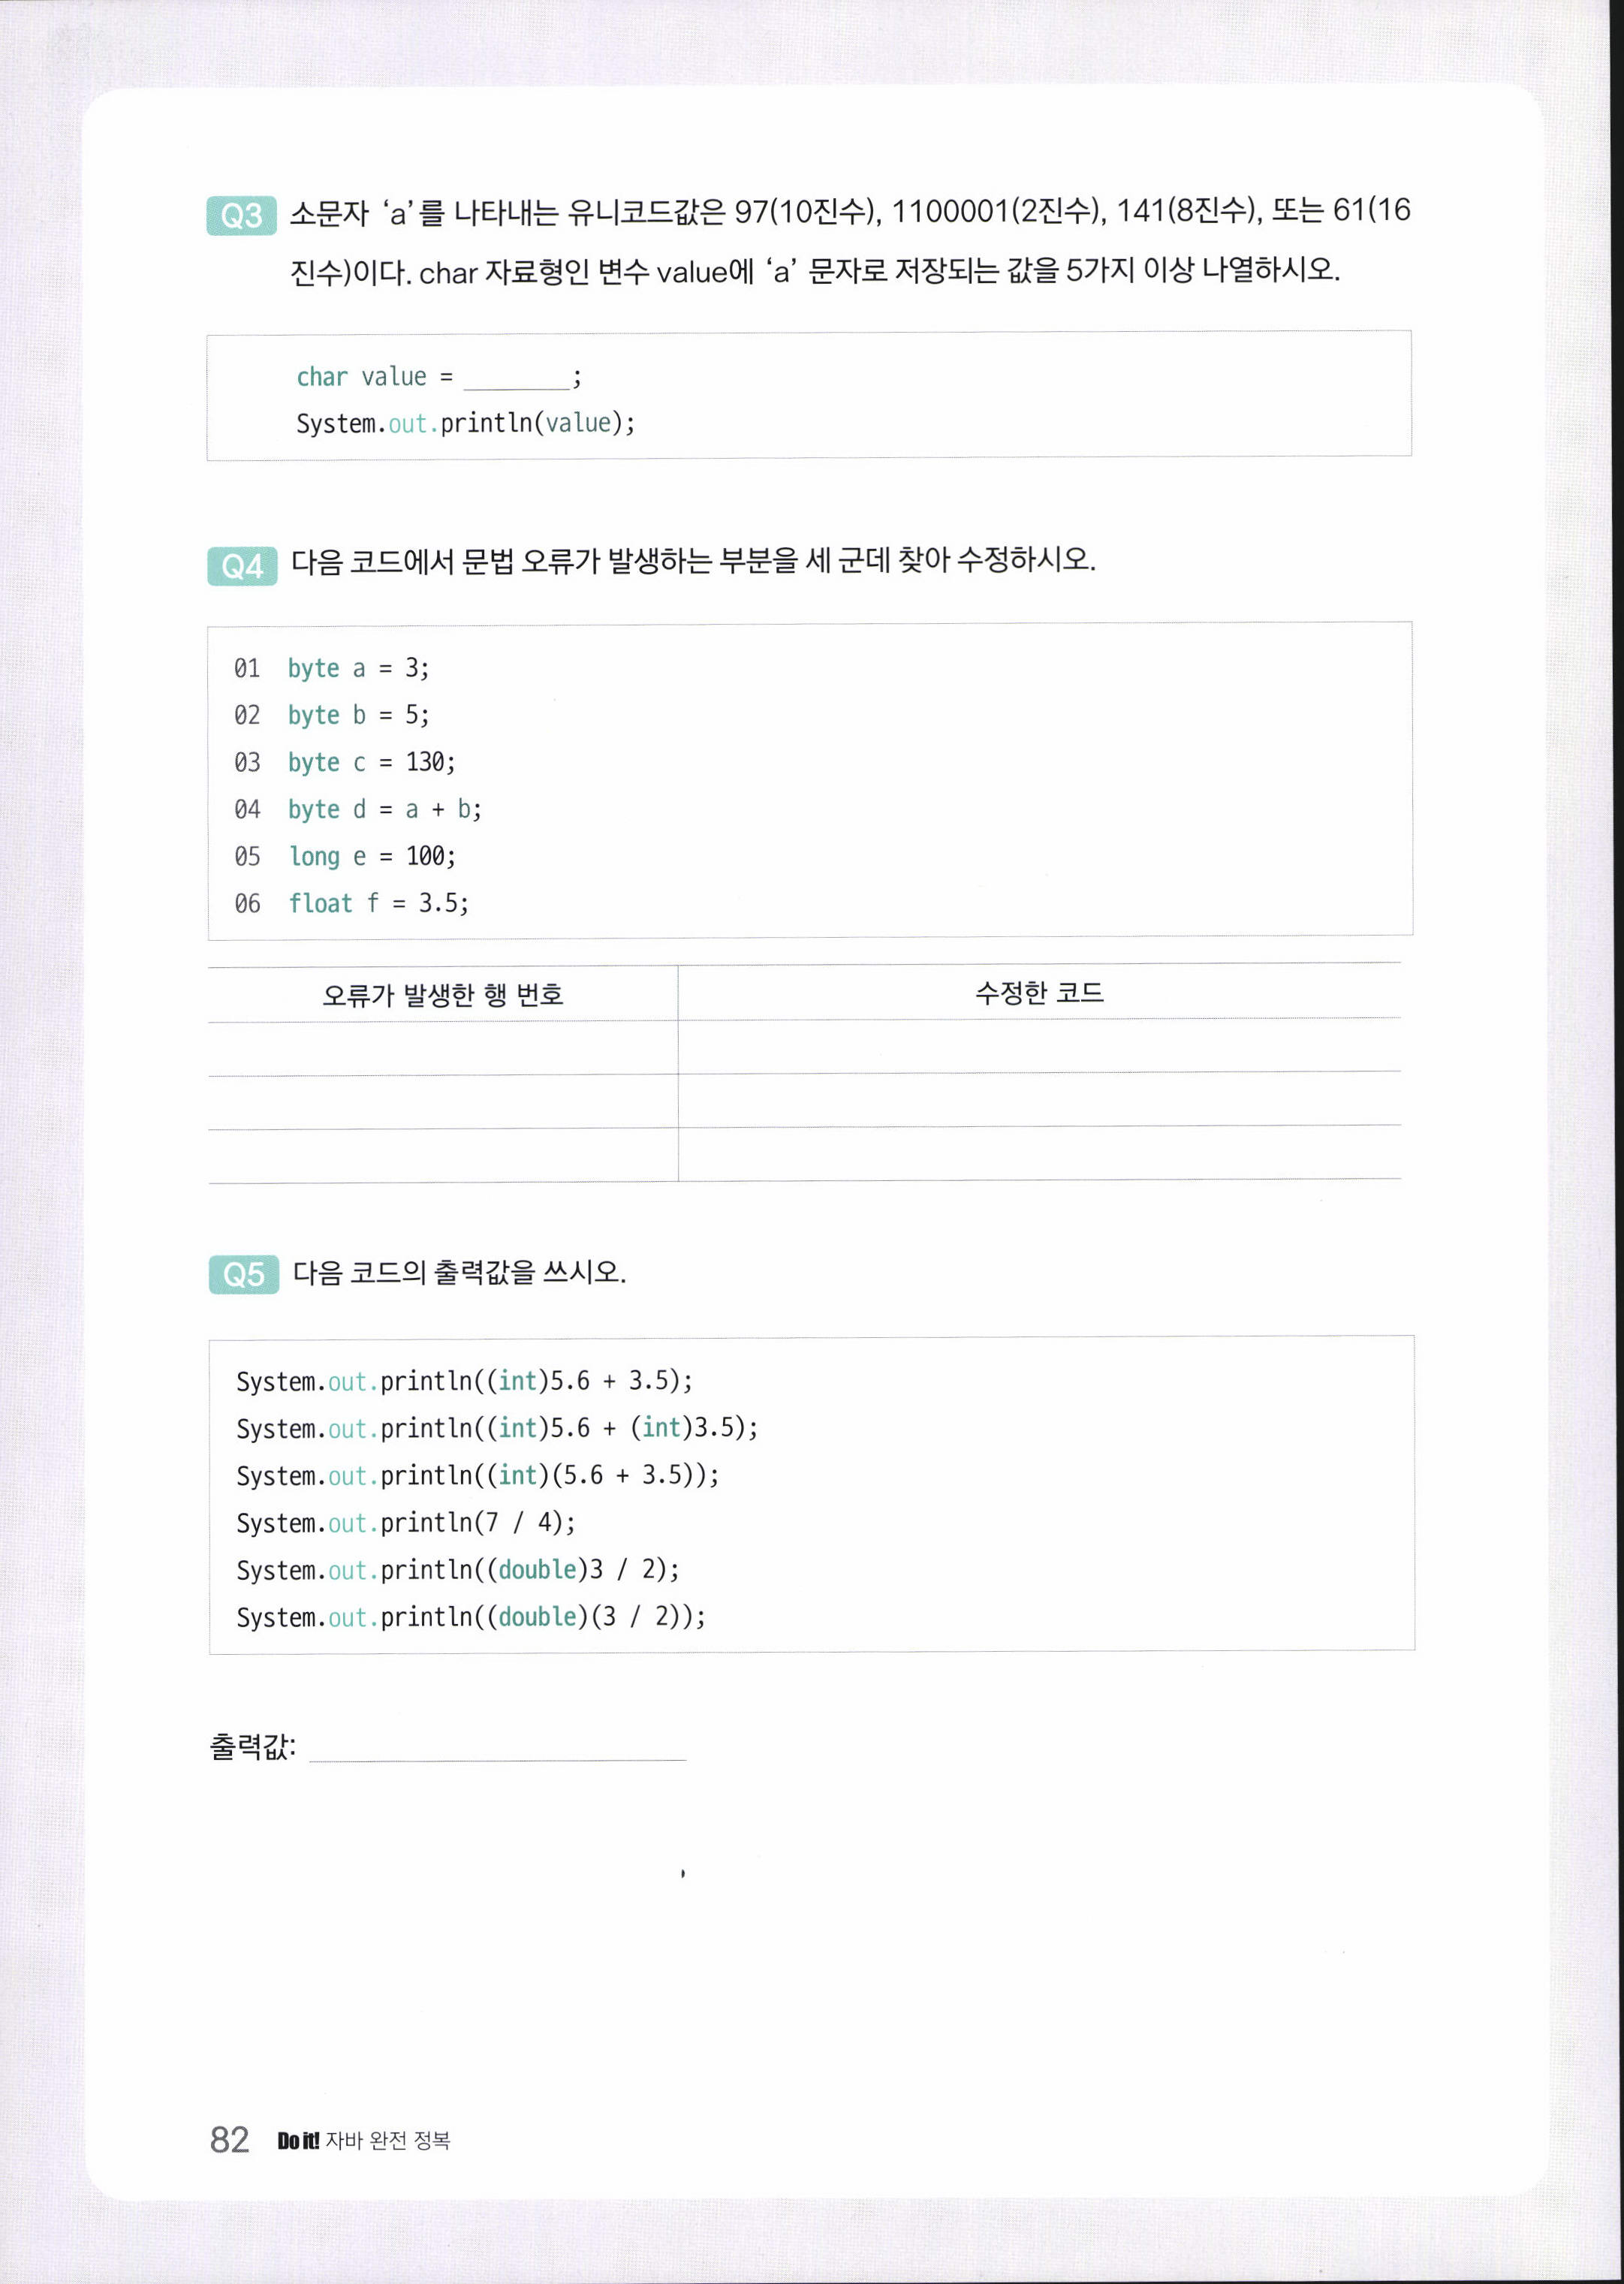 Q3 소문자 ‘a’를 나타내는 유니코드값은 97(10진수), 1100001(2진수), 141(8진수), 또는 61(16
진수)이다. char 자료형인 변수 value에 ‘a’ 문자로 저장되는 값을 5가지 이상 나열하시오.
char value = ________;
System.out.println(value);
Q4 다음 코드에서 문법 오류가 발생하는 부분을 세 군데 찾아 수정하시오.
01 byte a = 3;
02 byte b = 5;
03 byte c = 130;
04 byte d = a + b;
05 long e = 100;
06 float f = 3.5;
오류가 발생한 행 번호 수정한 코드
Q5 다음 코드의 출력값을 쓰시오.
System.out.println((int)5.6 + 3.5);
System.out.println((int)5.6 + (int)3.5);
System.out.println((int)(5.6 + 3.5));
System.out.println(7 / 4);
System.out.println((double)3 / 2);
System.out.println((double)(3 / 2));
출력값:
82 Do it! 자바 완전 정복